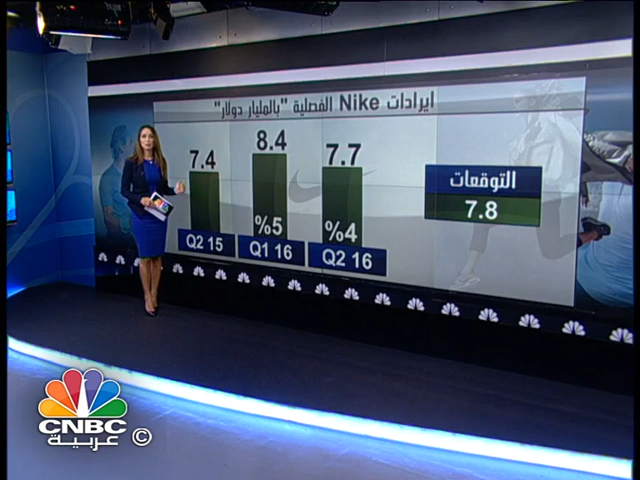 ايرادات Nike الفصلية "بالمليار دولار"
7.4
8.4
7.7
%5
%4
Q2 15
Q1 16
Q2 16
التوقعات
7.8
CNBC
عربية ©